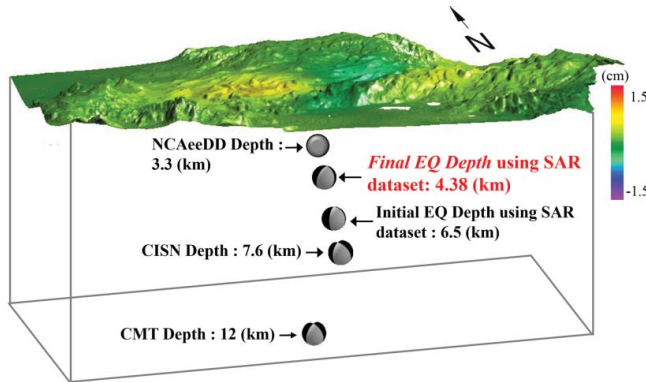 N
(cm)
1.5
-1.5
NCAeeDD Depth :
3.3 (km)
Final EQ Depth using SAR
dataset: 4.38 (km)
Initial EQ Depth using SAR
dataset : 6.5 (km)
CISN Depth : 7.6 (km)
CMT Depth : 12 (km)